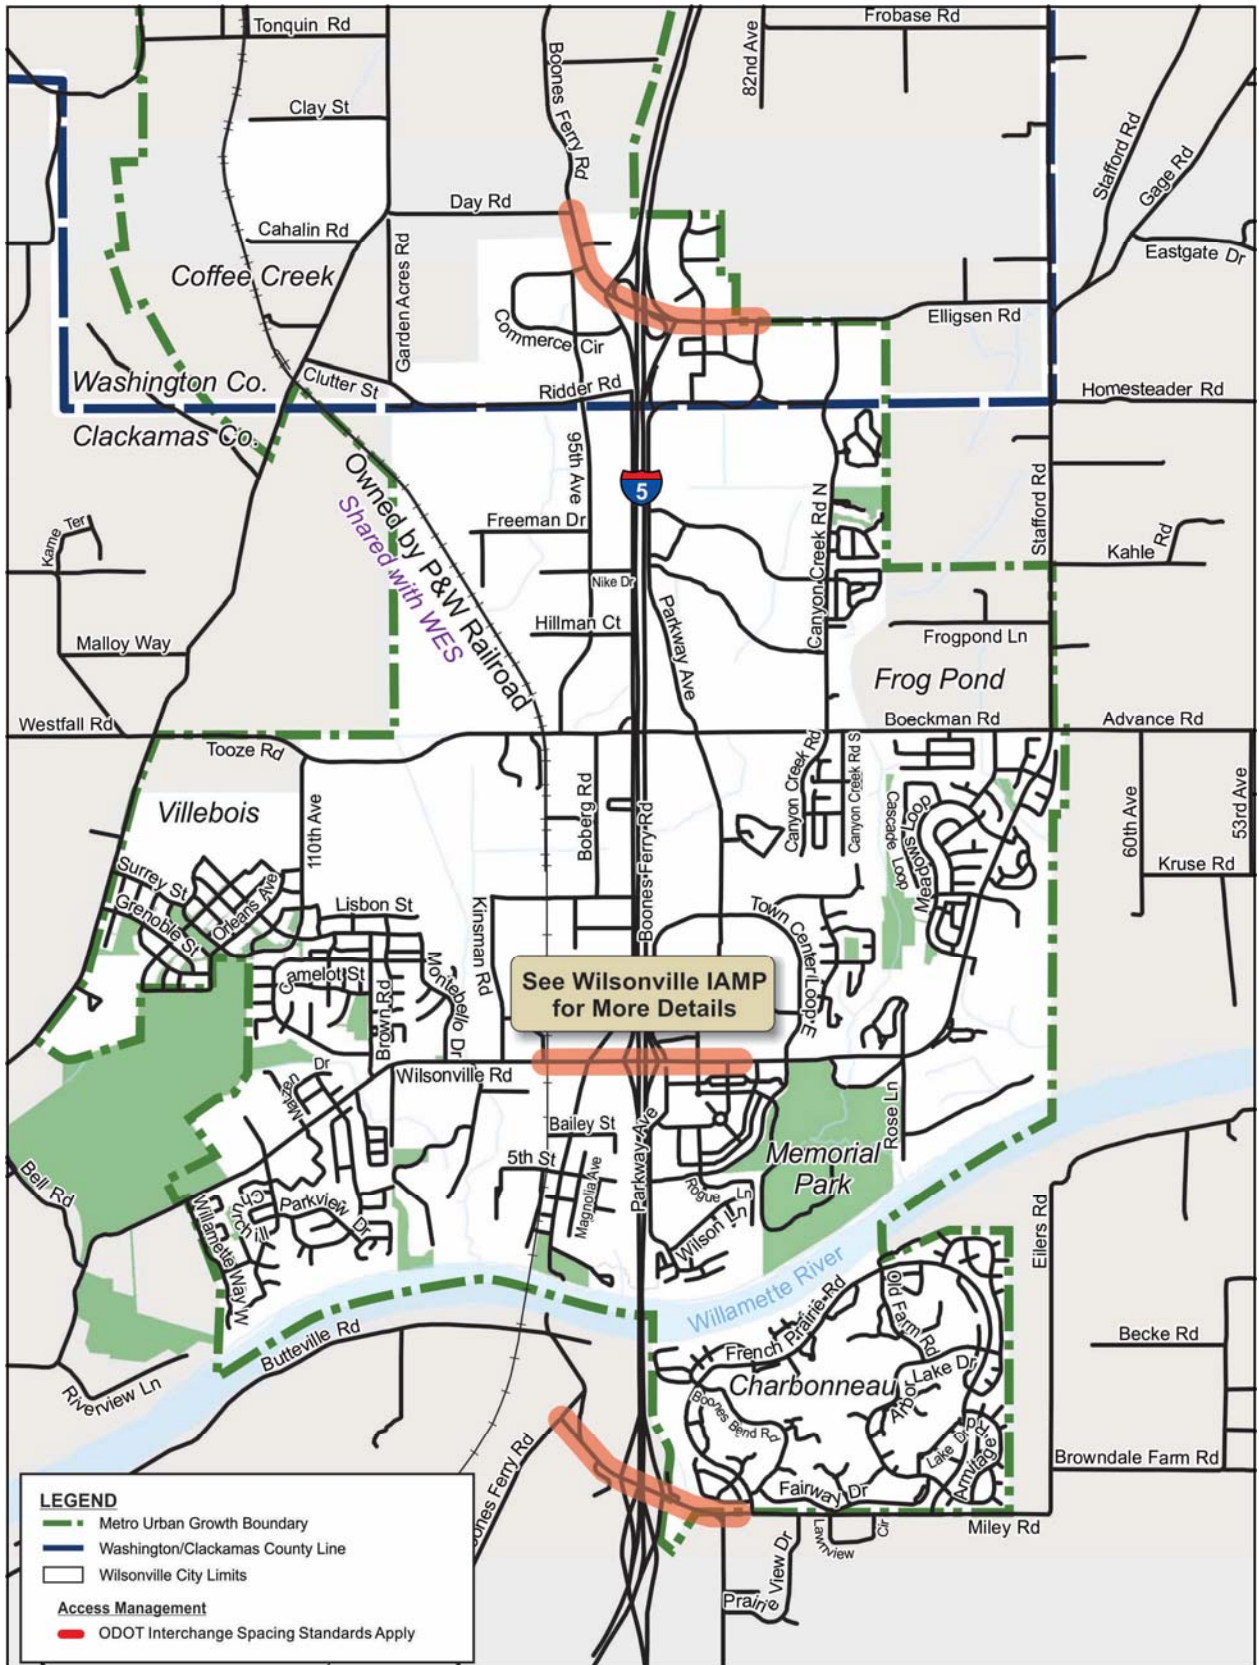 Tonquin Rd
Frobase Rd
Boones Ferry Rd
82nd Ave
Clay St
Stafford Rd
Gage Rd
Day Rd
Cahalin Rd
Eastgate Dr
Coffee Creek
Garden Acres Rd
Commerce Cir
Elligsen Rd
Washington Co.
Clutter St
Ridder Rd
Homesteader Rd
Clackamas Co.
95th Ave
5
Owned by P&W Railroad
Shared with WES
Canyon Creek Rd N
Stafford Rd
Kame Ter
Freeman Dr
Kahle Rd
Nike Dr
Parkway Ave
Hillman Ct
Frogpond Ln
Malloy Way
Frog Pond
Westfall Rd
Boeckman Rd
Advance Rd
Tooze Rd
Canyon Creek Rd
Canyon Creek Rd S
Villebois
110th Ave
Boberg Rd
Boones Ferry Rd
Cascade Loop
Meadows Loop
60th Ave
53rd Ave
Kruse Rd
Surrey St
Orleans Ave
Grenoble St
Lisbon St
Kinsman Rd
Town Center Loop E
Camelot St
Montebello Dr
Brown Rd
See Wilsonville IAMP
for More Details
Wilsonville Rd
Matzen Dr
Rose Ln
Bailey St
Parkway Ave
5th St
Magnolia Ave
Memorial
Park
Bell Rd
Rogue Ln
Wilson Ln
Churchill
Parkview Dr
Willamette Way W
Eilers Rd
Willamette River
Old Farm Rd
French Prairie Rd
Butteville Rd
Becke Rd
Riverview Ln
Charbonneau
Arbor Lake Dr
Boones Bend Rd
Lake Dr
Armitage Rd
Browndale Farm Rd
oones Ferry Rd
Fairway Dr
Miley Rd
Lawnview Cir
Prairie View Dr
LEGEND
Metro Urban Growth Boundary
Washington/Clackamas County Line
Wilsonville City Limits
Access Management
ODOT Interchange Spacing Standards Apply